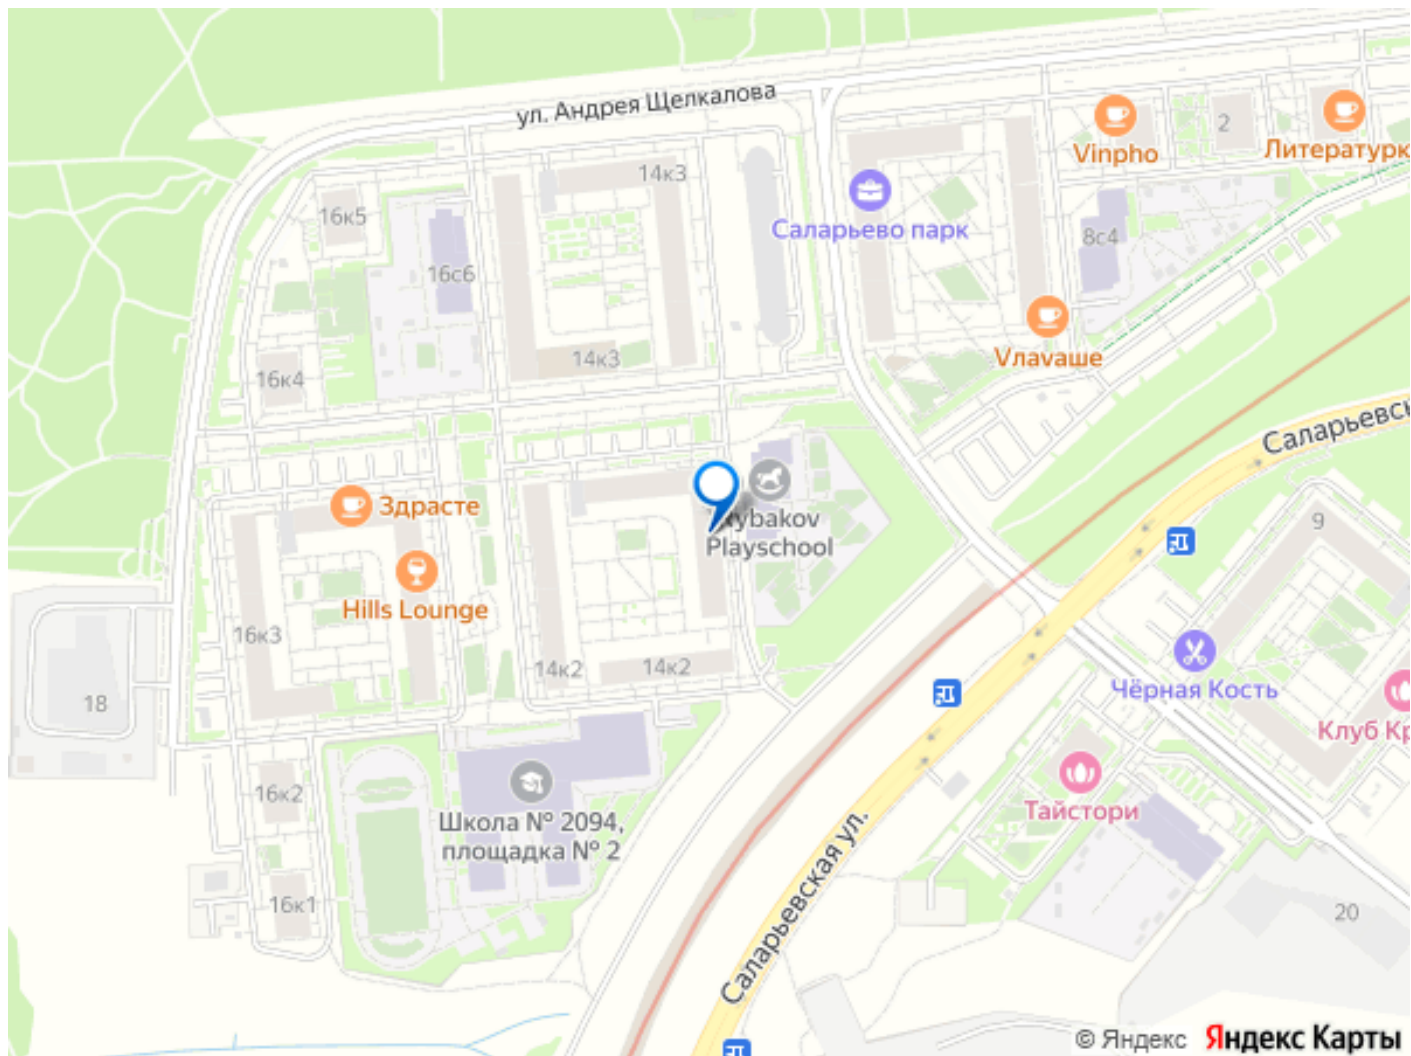 ул. Андрея Щелкалова
Vinpho
2
Литературк
14к3
16к5
Саларьево парк
8с4
16с6
Vлаvаше
14к3
16к4
Саларьевск
Здрасте
Playschool
9
Hills Lounge
16к3
14к2
14к2
Чёрная Кость
18
Клуб Кр
16к2
Тайстори
Школа № 2094,
площадка № 2
Саларьевская ул.
16к1
20
© Яндекс Яндекс Карты